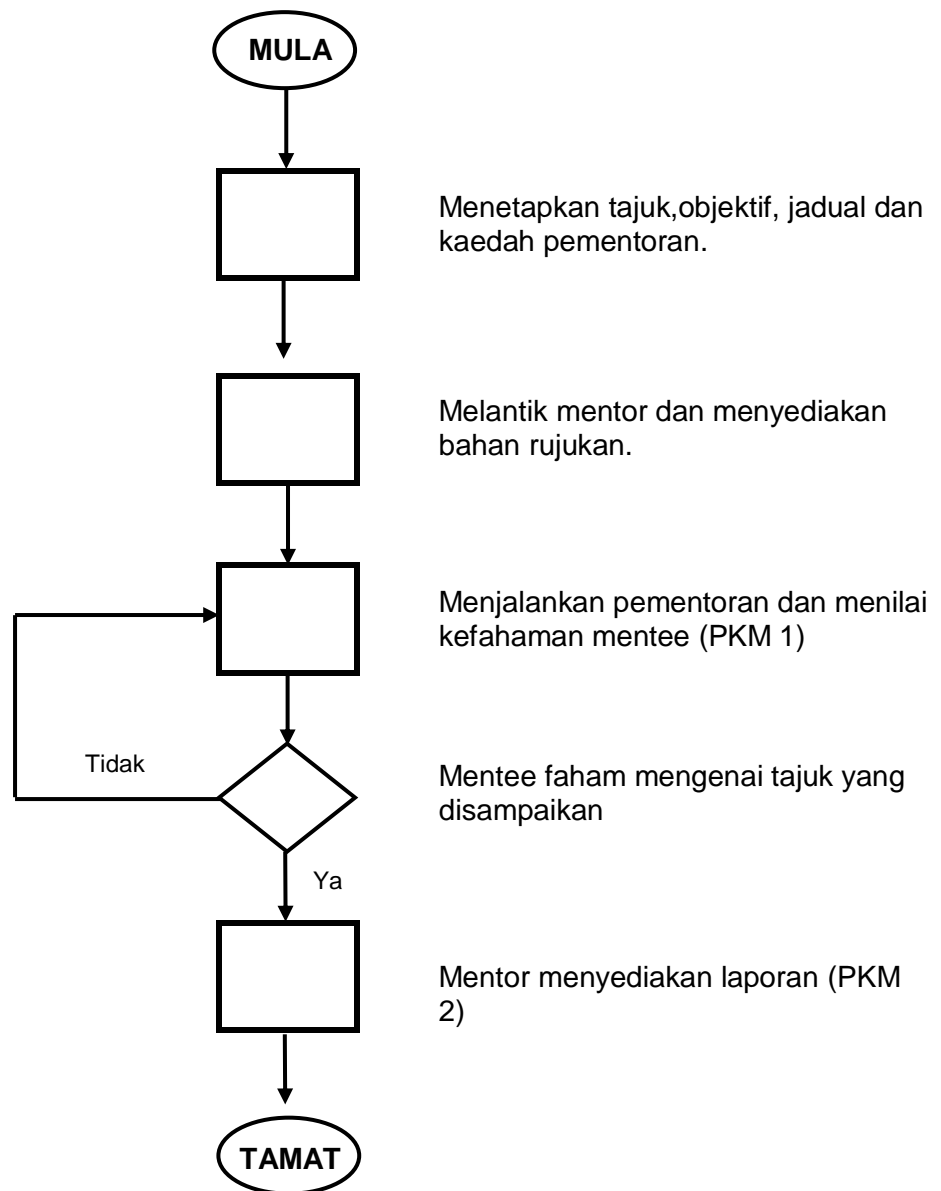 MULA
Menetapkan tajuk,objektif, jadual dan
kaedah pementoran.
Melantik mentor dan menyediakan
bahan rujukan.
Menjalankan pementoran dan menilai
kefahaman mentee (PKM 1)
Tidak
Mentee faham mengenai tajuk yang
disampaikan
Ya
Mentor menyediakan laporan (PKM
2)
TAMAT